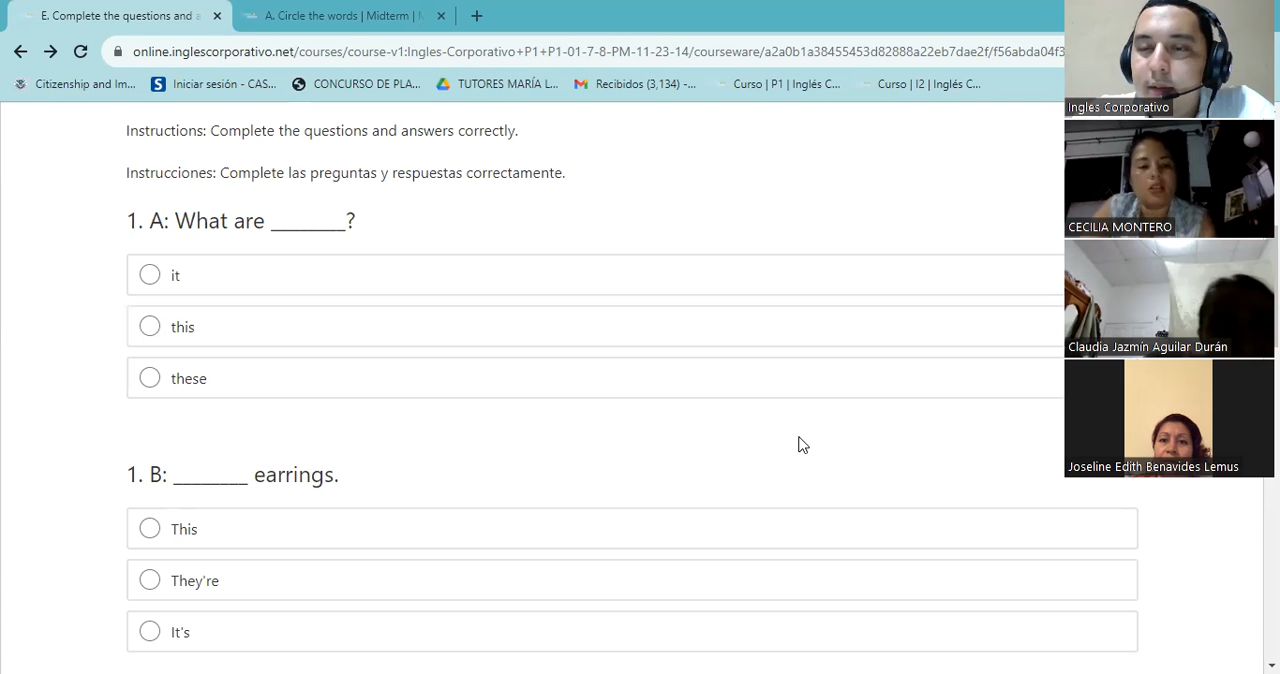 E. Complete the questions and a
A. Circle the words | Midterm |
online.inglescorporativo.net/courses/course-v1:Ingles-Corporativo+P1+P1-01-7-8-PM-11-23-14/courseware/a2a0b1a38455453d82888a22eb7dae2f/f56abda04f3
Citizenship and Im...
S Iniciar sesión - CAS...
CONCURSO DE PLA...
TUTORES MARÍA L...
Recibidos (3,134) -...
Curso | P1 | Inglés C...
Curso | I2 | Inglés C...
Ingles Corporativo
Instructions: Complete the questions and answers correctly.
Instrucciones: Complete las preguntas y respuestas correctamente.
1. A: What are ________?
CECILIA MONTERO
it
this
Claudia Jazmín Aguilar Durán
these
1. B: ________ earrings.
Joseline Edith Benavides Lemus
This
They're
It's